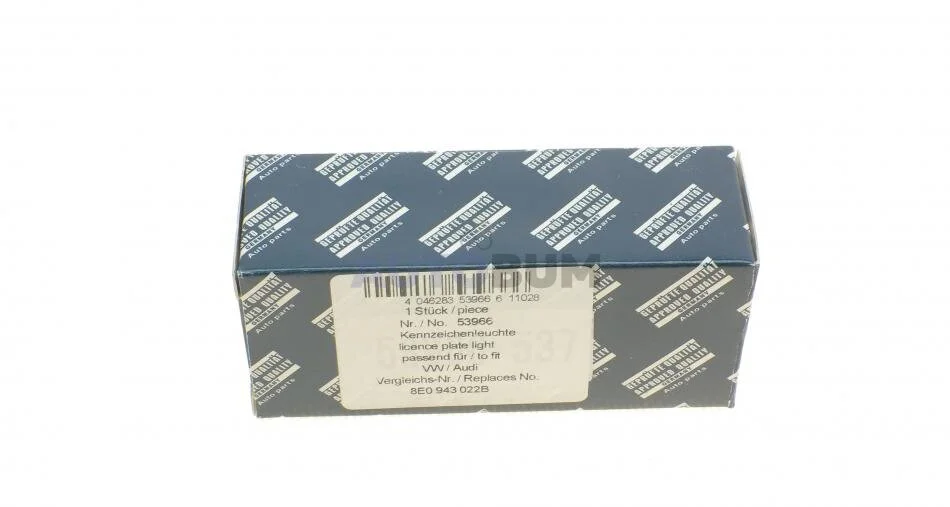 GEPRÜFTE QUALITÄT
APPROVED QUALITY
GERMANY
Auto parts
BUM
4 046283 53966 6 11028
1 Stück / piece
Nr. / No. 53966
Kennzeichenleuchte
licence plate light
passend für / to fit
VW / Audi
Vergleichs-Nr. / Replaces No.
8E0 943 022B